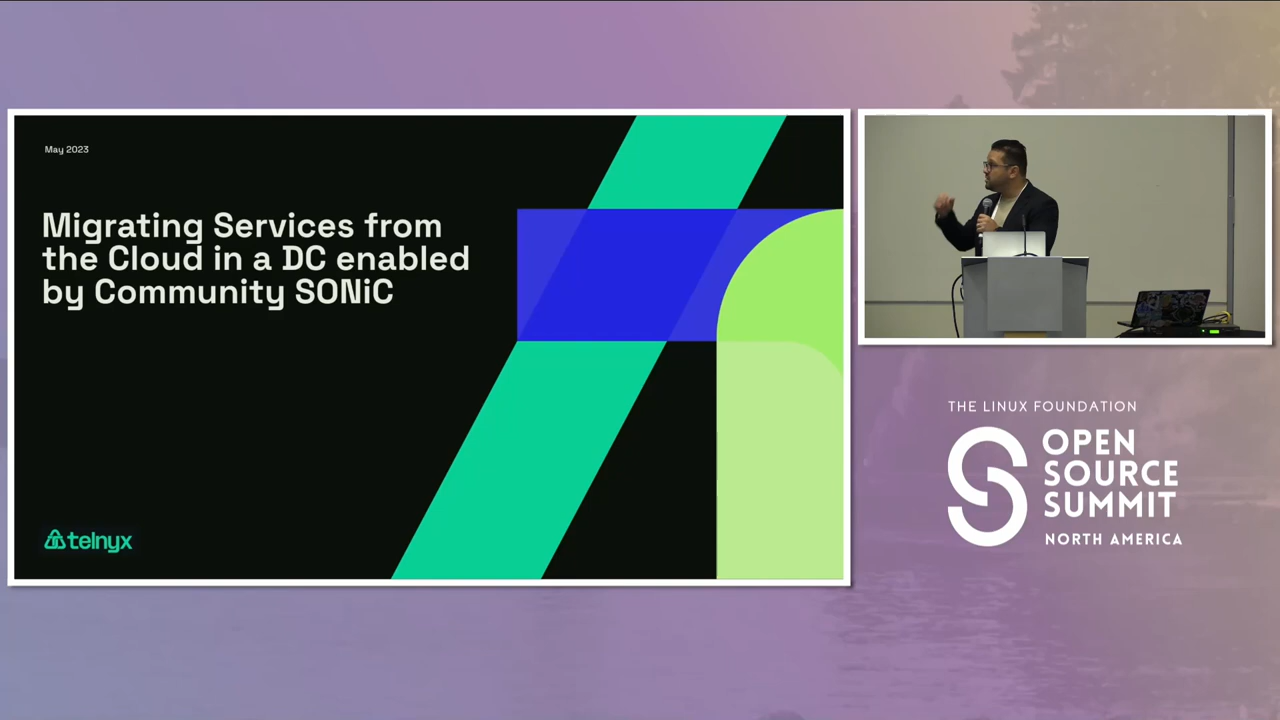 May 2023
Migrating Services from
the Cloud in a DC enabled
by Community SONiC
telnyx
THE LINUX FOUNDATION
OPEN
SOURCE
SUMMIT
NORTH AMERICA